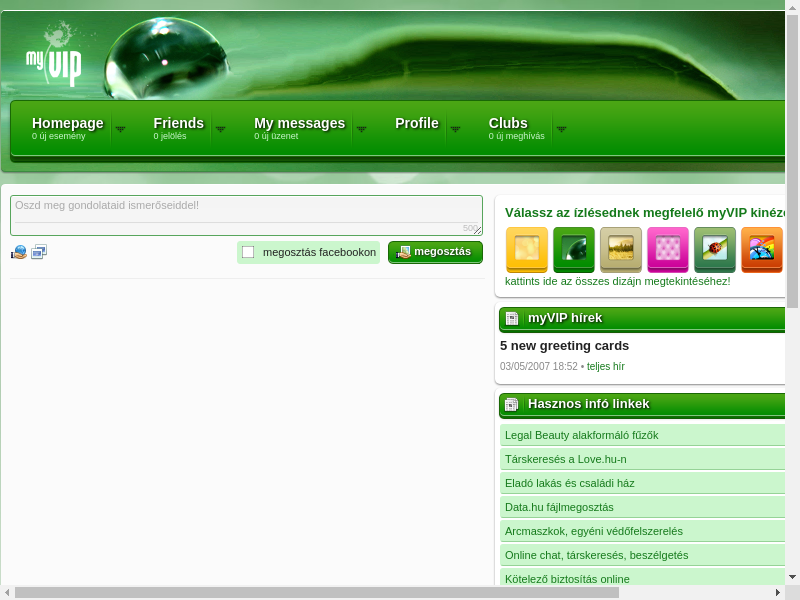 my VIP
Homepage
0 új esemény
Friends
0 jelölés
My messages
0 új üzenet
Profile
Clubs
0 új meghívás
Oszd meg gondolataid ismerőseiddel!
500
megosztás facebookon
megosztás
Válassz az ízlésednek megfelelő myVIP kinéze
kattints ide az összes dizájn megtekintéséhez!
myVIP hírek
5 new greeting cards
03/05/2007 18:52 • teljes hír
Hasznos infó linkek
Legal Beauty alakformáló fűzők
Társkeresés a Love.hu-n
Eladó lakás és családi ház
Data.hu fájlmegosztás
Arcmaszkok, egyéni védőfelszerelés
Online chat, társkeresés, beszélgetés
Kötelező biztosítás online